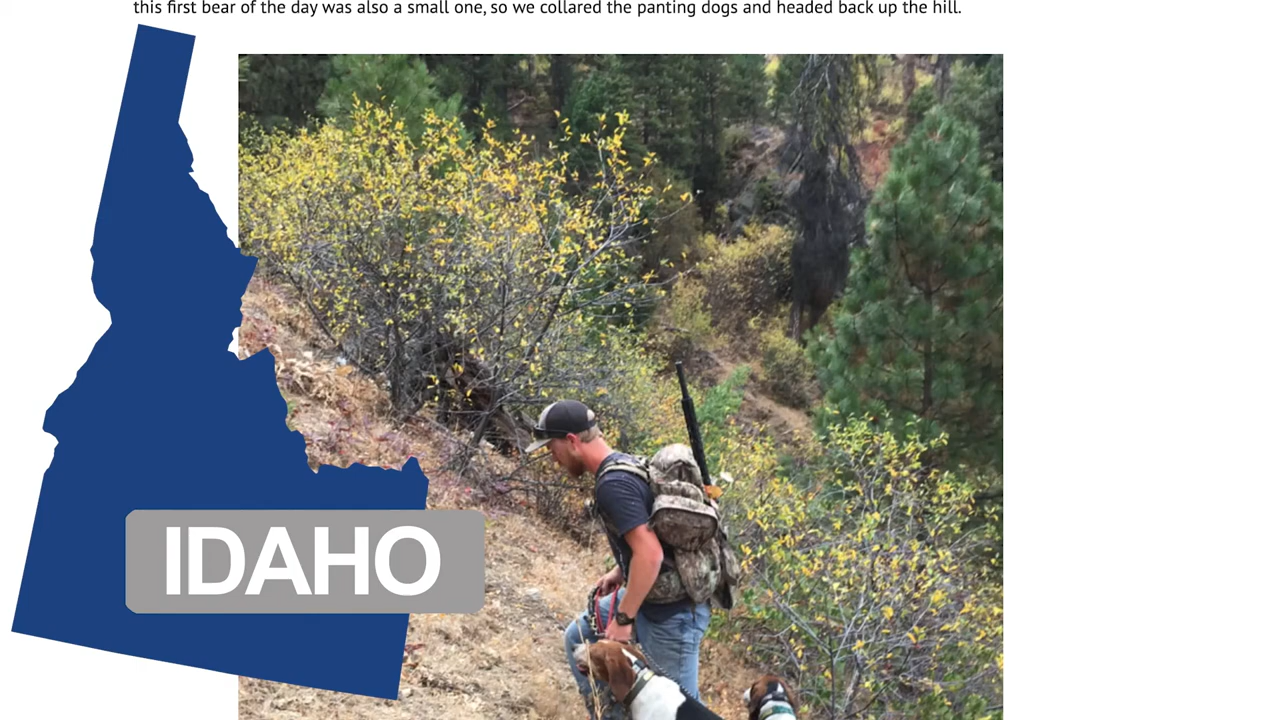 this first bear of the day was also a small one, so we collared the panting dogs and headed back up the hill.
IDAHO